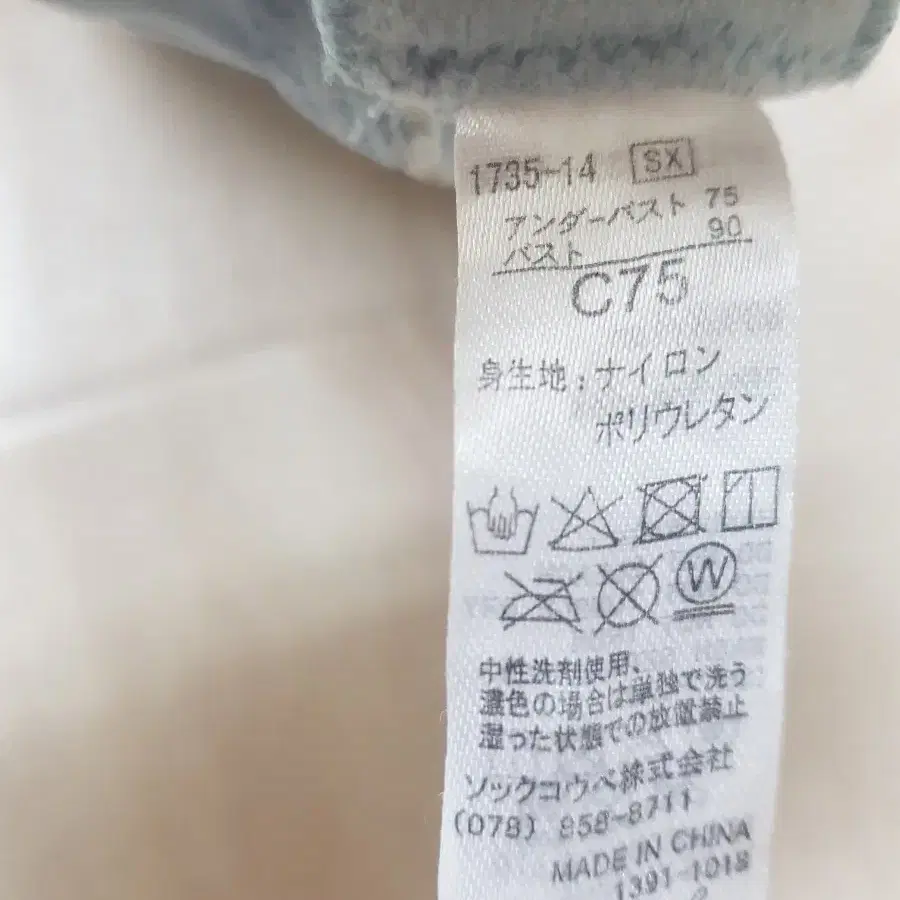 1735-14 SX
アンダーバスト 75
バスト 90
C75
身生地:ナイロン
ポリウレタン
W
中性洗剤使用、
濃色の場合は単独で洗う
湿った状態での放置禁止
ソックコウベ株式会社
(078) 858-8711
MADE IN CHINA
1391-1018